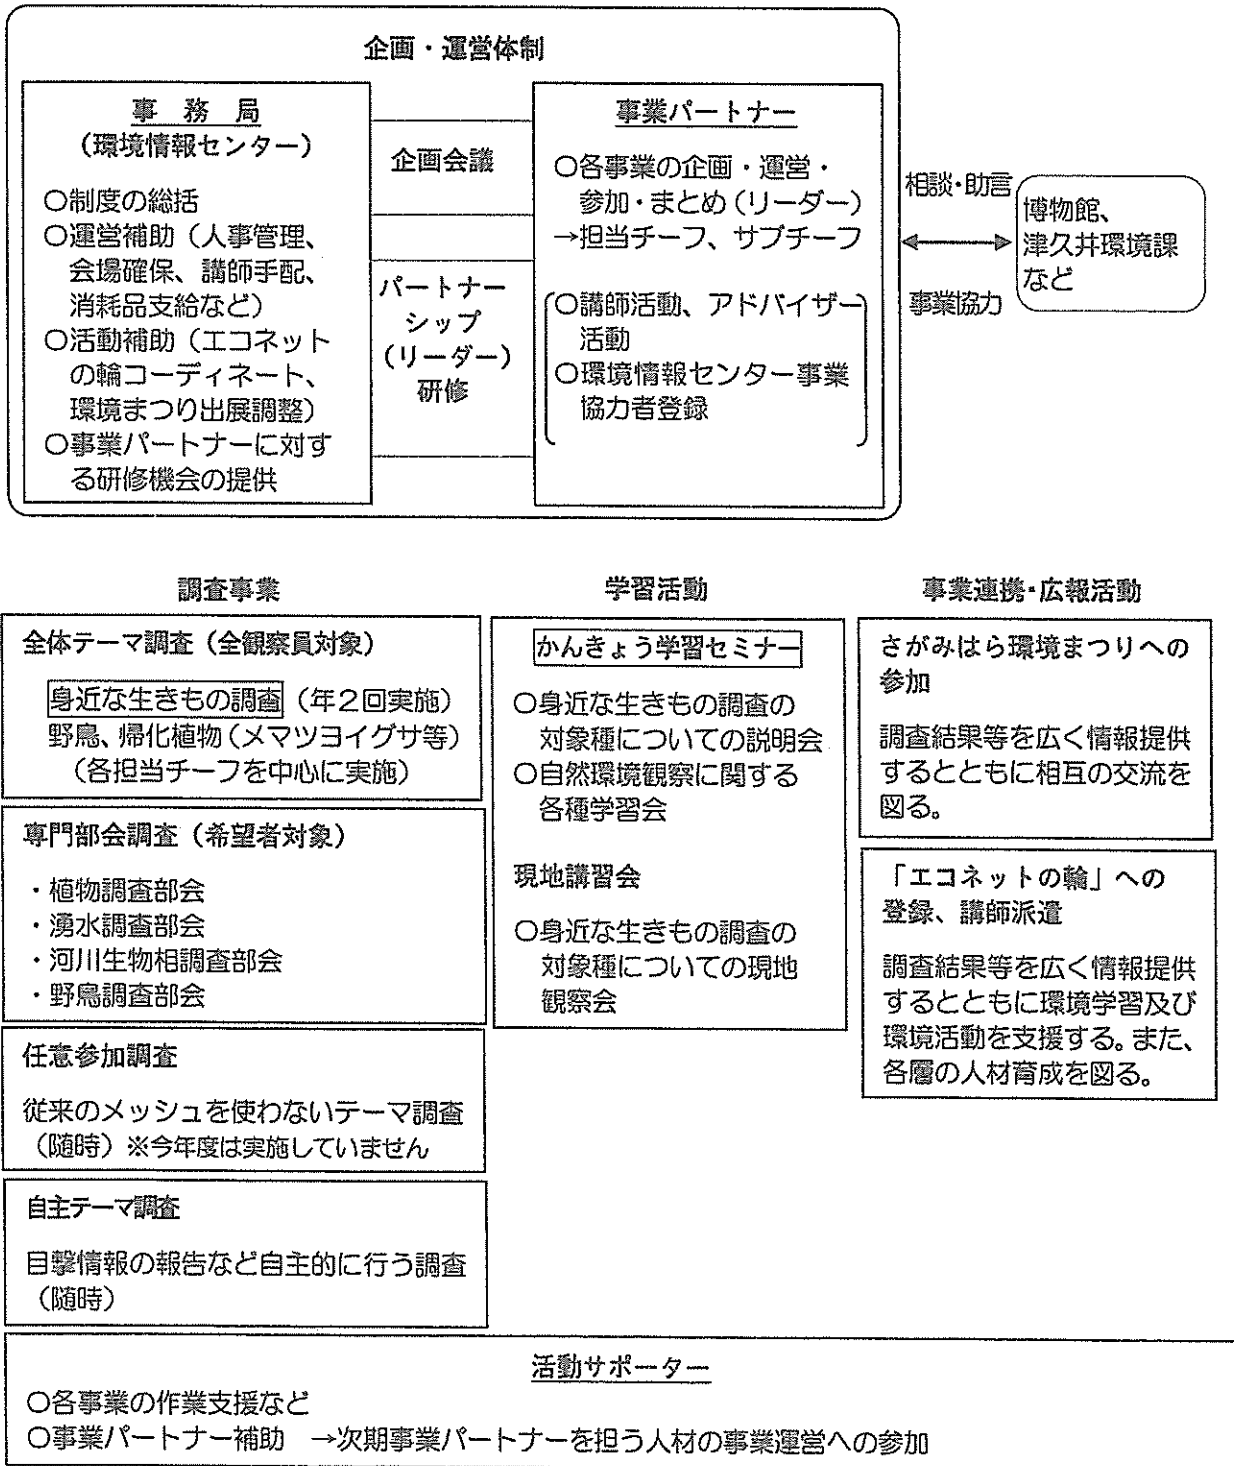 企画・運営体制
事 務 局
(環境情報センター)
〇制度の総括
〇運営補助（人事管理、
会場確保、講師手配、
消耗品支給など）
〇活動補助（エコネット
の輪コーディネート、
環境まつり出展調整）
〇事業パートナーに対す
る研修機会の提供
企画会議
パートナー
シップ
(リーダー)
研修
事業パートナー
〇各事業の企画・運営・
参加・まとめ（リーダー）
→担当チーフ、サブチーフ
〇講師活動、アドバイザー
活動
〇環境情報センター事業
協力者登録
相談・助言
事業協力
博物館、
津久井環境課
など
調査事業
全体テーマ調査（全観察員対象）
身近な生きもの調査（年２回実施）
野鳥、帰化植物（メマツヨイグサ等）
（各担当チーフを中心に実施）
専門部会調査（希望者対象）
・植物調査部会
・湧水調査部会
・河川生物相調査部会
・野鳥調査部会
任意参加調査
従来のメッシュを使わないテーマ調査
（随時）※今年度は実施していません
自主テーマ調査
目撃情報の報告など自主的に行う調査
（随時）
学習活動
かんきょう学習セミナー
〇身近な生きもの調査の
対象種についての説明会
〇自然環境観察に関する
各種学習会
現地講習会
〇身近な生きもの調査の
対象種についての現地
観察会
事業連携・広報活動
さがみはら環境まつりへの
参加
調査結果等を広く情報提供
するとともに相互の交流を
図る。
「エコネットの輪」への
登録、講師派遣
調査結果等を広く情報提供
するとともに環境学習及び
環境活動を支援する。また、
各層の人材育成を図る。
活動サポーター
〇各事業の作業支援など
〇事業パートナー補助　→次期事業パートナーを担う人材の事業運営への参加